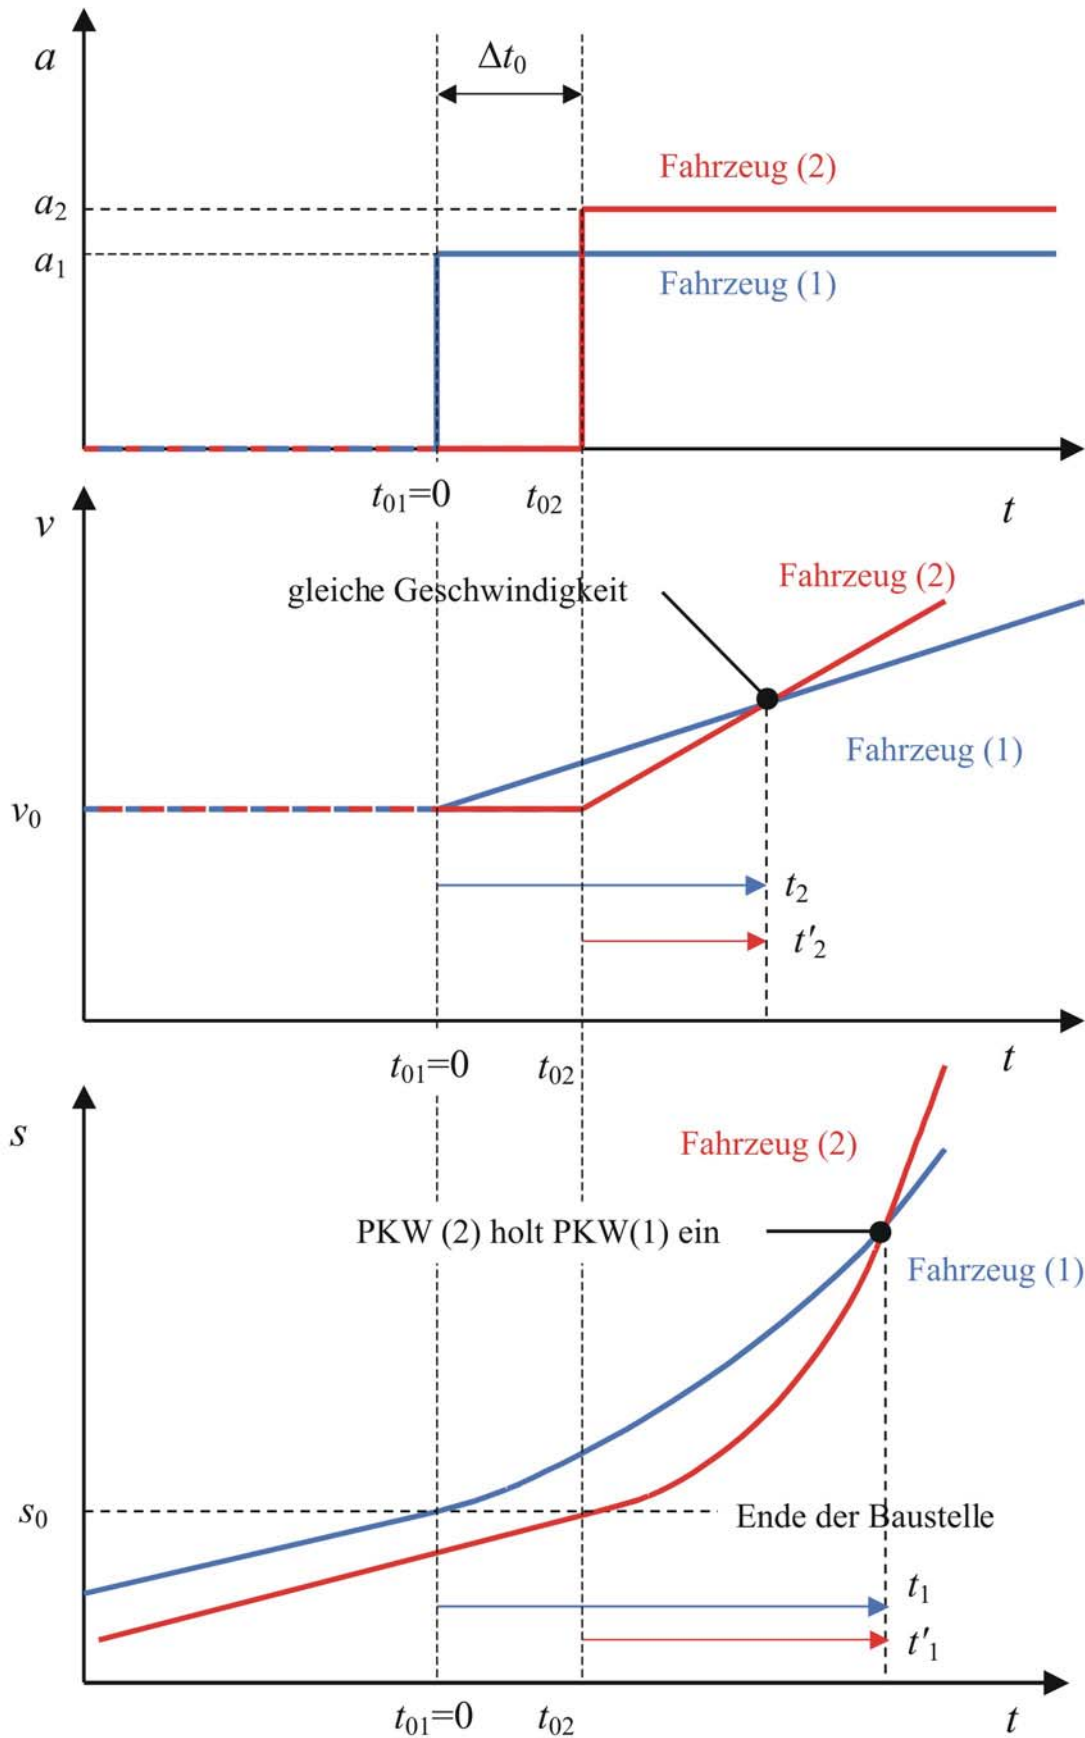 a
Δt₀
Fahrzeug (2)
a₂
a₁
Fahrzeug (1)
t₀₁=0
t₀₂
t
v
gleiche Geschwindigkeit
Fahrzeug (2)
Fahrzeug (1)
v₀
t₂
t'₂
t₀₁=0
t₀₂
t
s
Fahrzeug (2)
PKW (2) holt PKW(1) ein
Fahrzeug (1)
s₀
Ende der Baustelle
t₁
t'₁
t₀₁=0
t₀₂
t